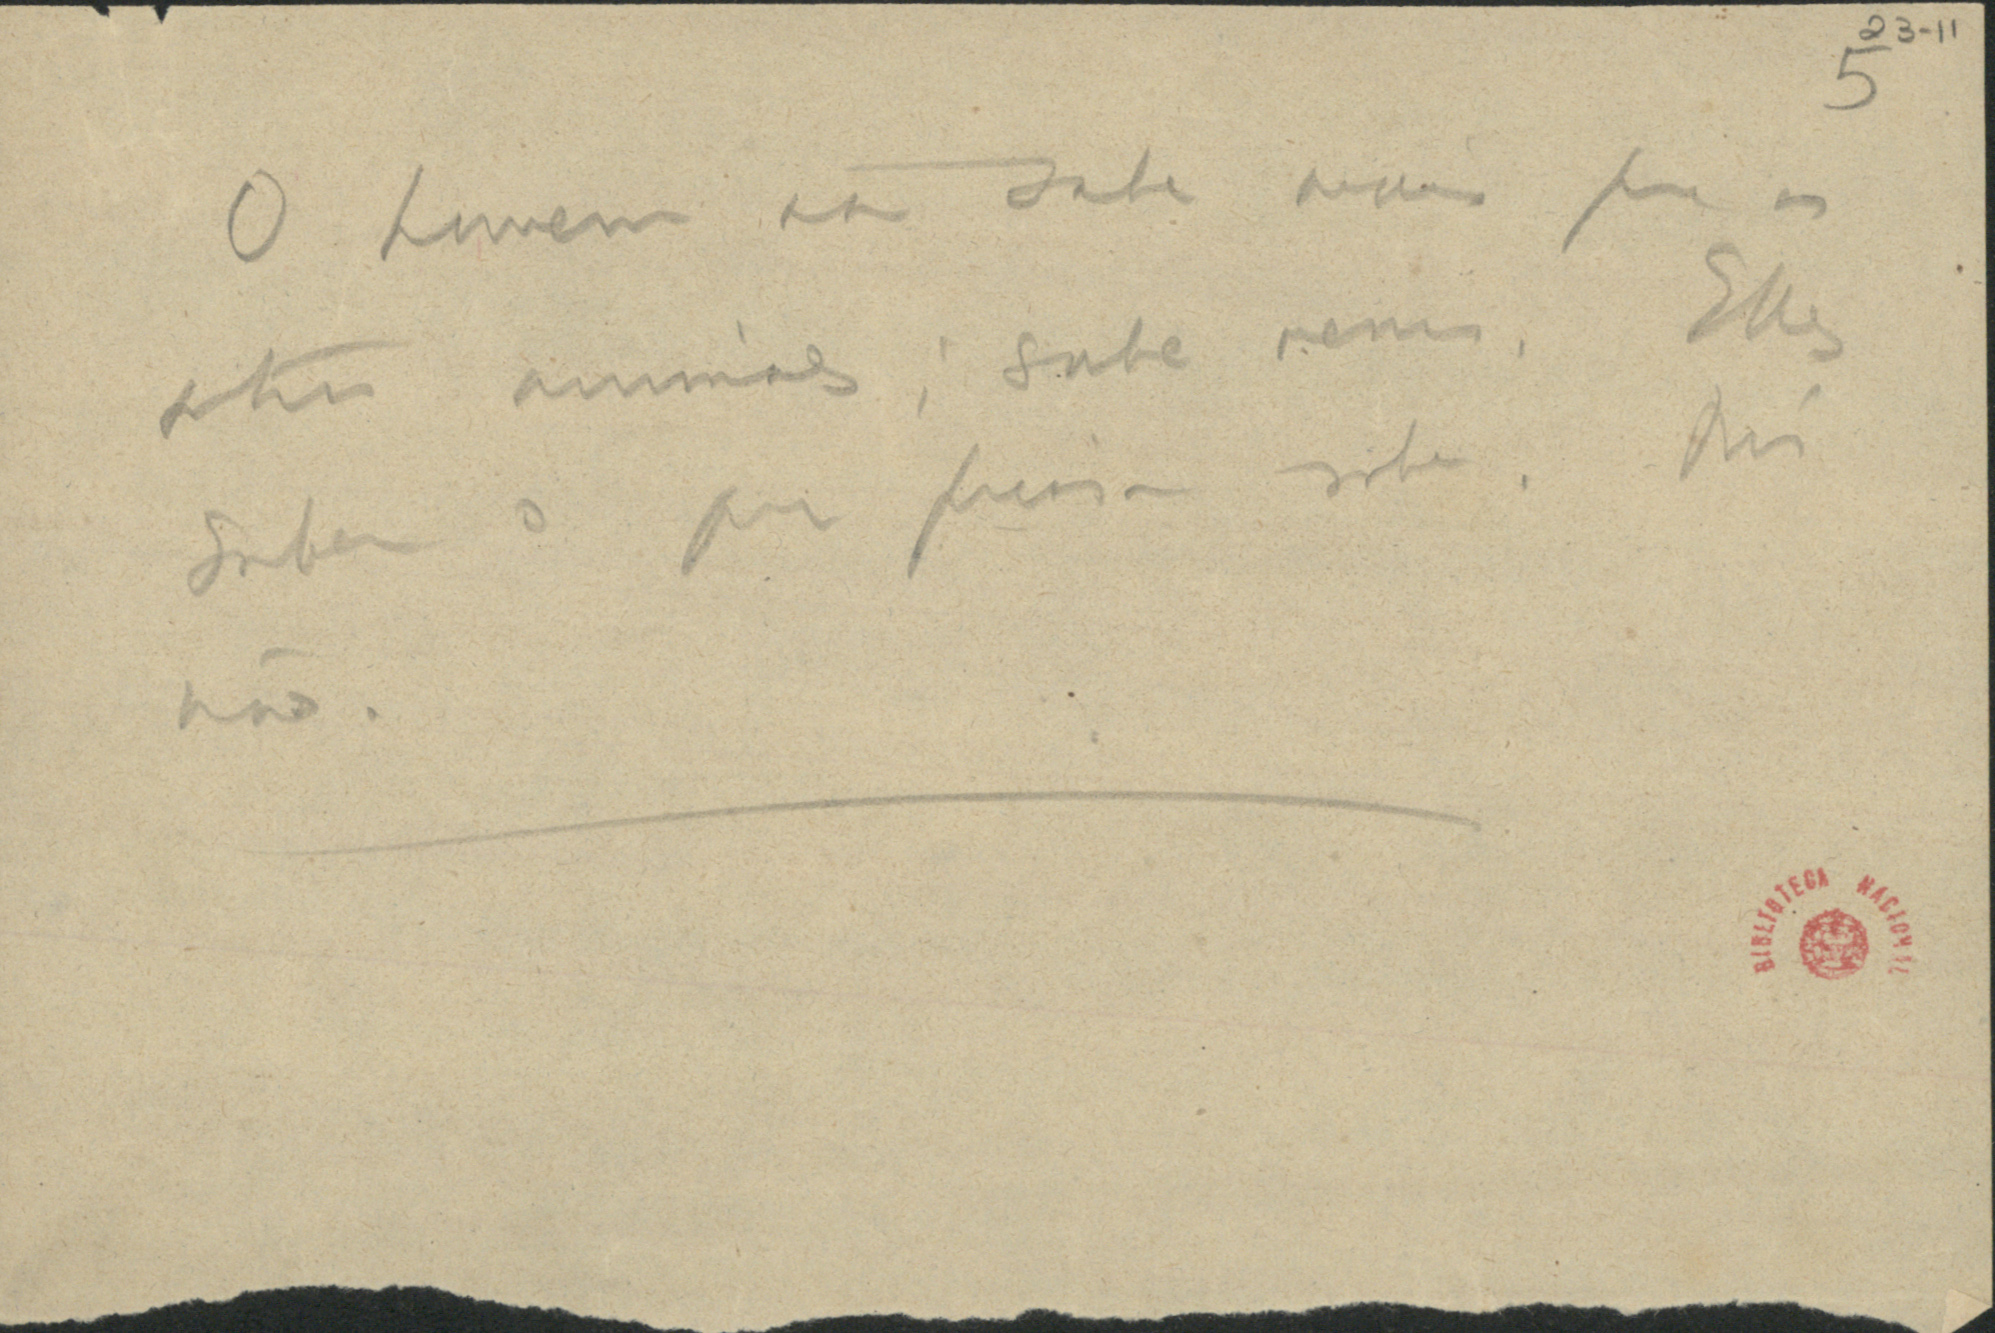 23-11
5
O homem não sabe mais que os
outros animaes; sabe menos. Elles
sabem o que precisam saber. Nós
não.
BIBLIOTECA NACIONAL